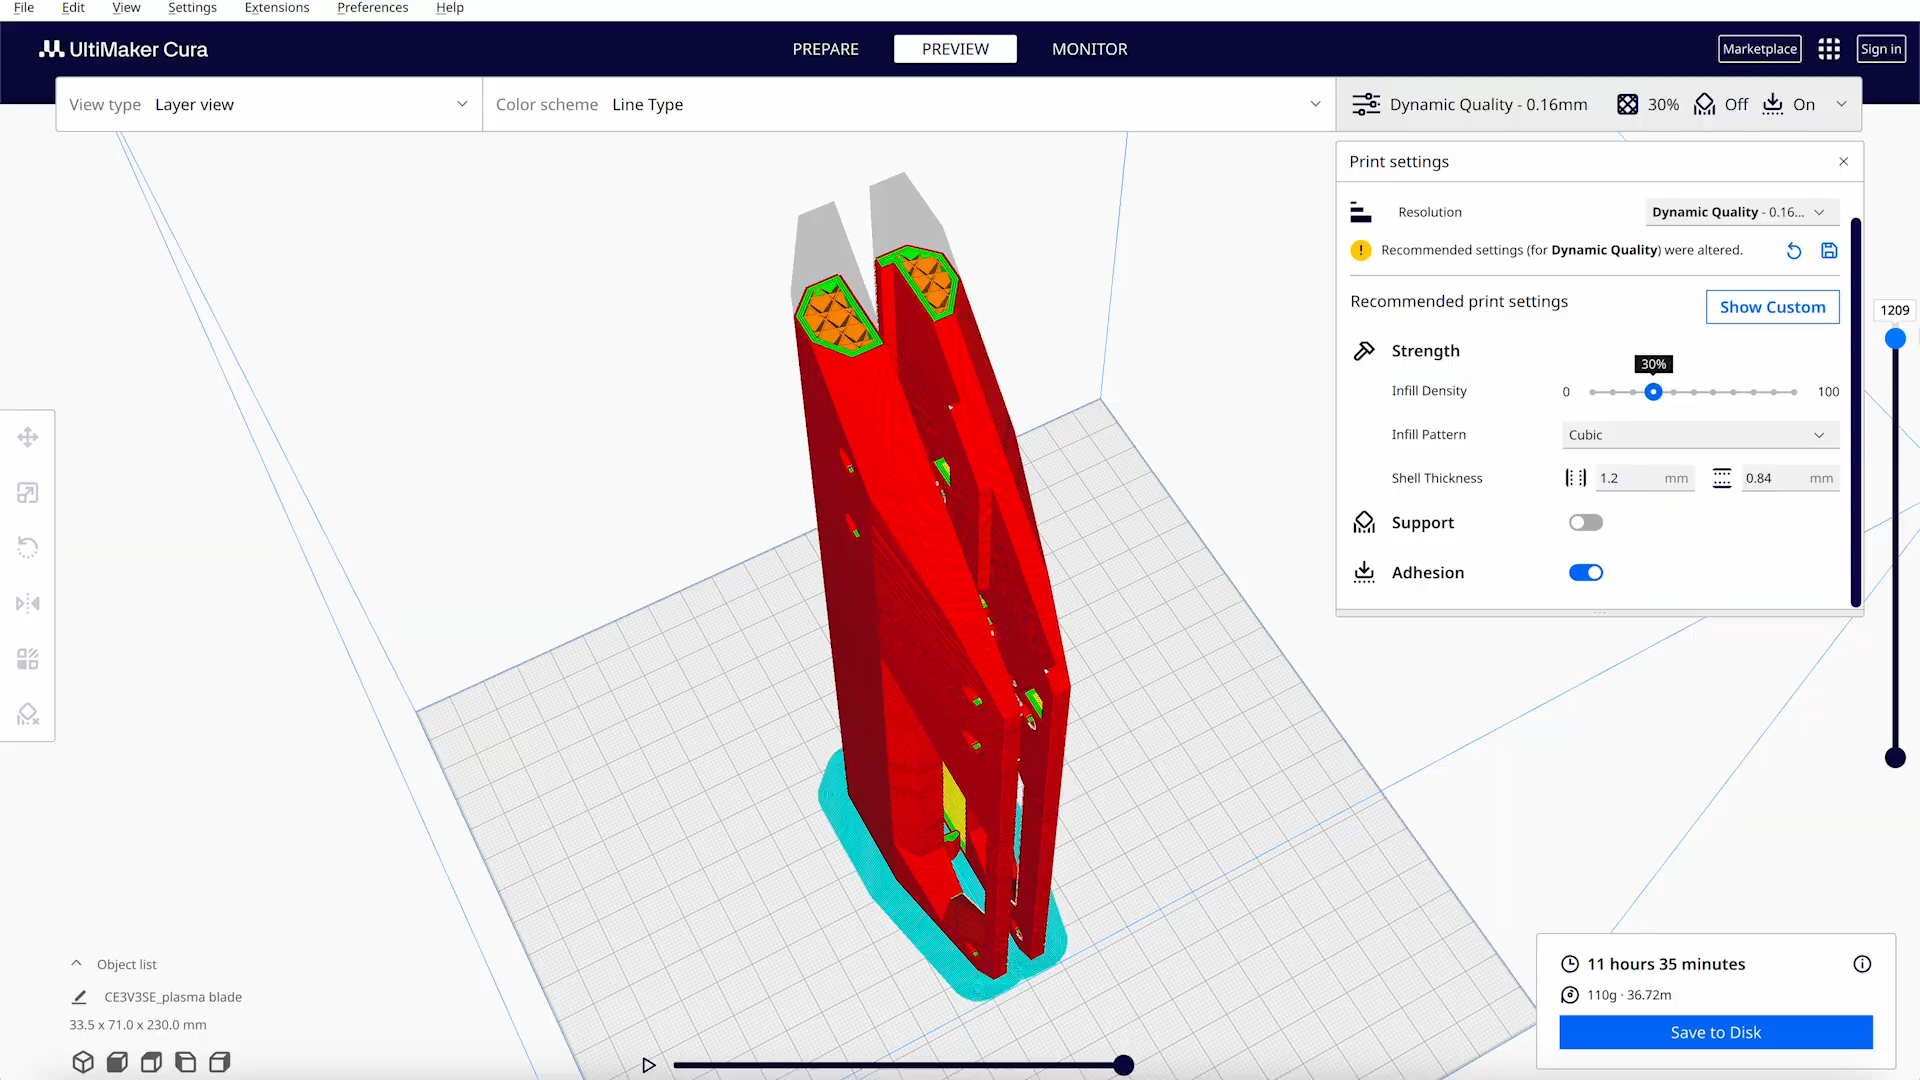 File Edit View Settings Extensions Preferences Help
UltiMaker Cura
PREPARE PREVIEW MONITOR
Marketplace Sign in
View type Layer view
Color scheme Line Type
Dynamic Quality - 0.16mm 30% Off On
Print settings
Resolution Dynamic Quality - 0.16...
Recommended settings (for Dynamic Quality) were altered.
Recommended print settings Show Custom
1209
Strength
30%
Infill Density 0 100
Infill Pattern Cubic
Shell Thickness 1.2 mm 0.84 mm
Support
Adhesion
Object list
CE3V3SE_plasma blade
33.5 x 71.0 x 230.0 mm
11 hours 35 minutes
110g · 36.72m
Save to Disk